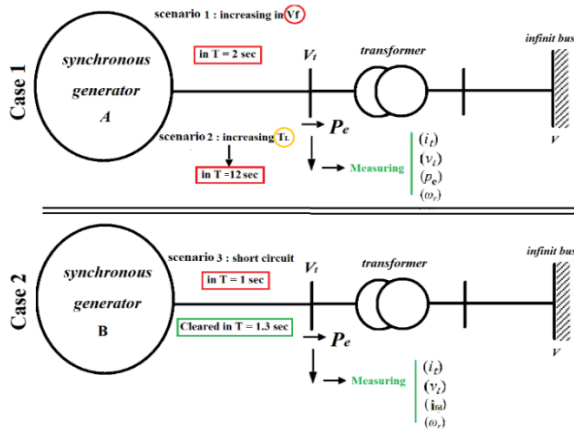 Case 1
synchronous
generator
A
scenario 1 : increasing in Vf
in T = 2 sec
scenario 2 : increasing TL
in T =12 sec
Vt
Pe
Measuring
(it)
(vt)
(pe)
(ωr)
transformer
infinit bus
V
Case 2
synchronous
generator
B
scenario 3 : short circuit
in T = 1 sec
Cleared in T = 1.3 sec
Vt
Pe
Measuring
(it)
(vt)
(ωr)
transformer
infinit bus
V